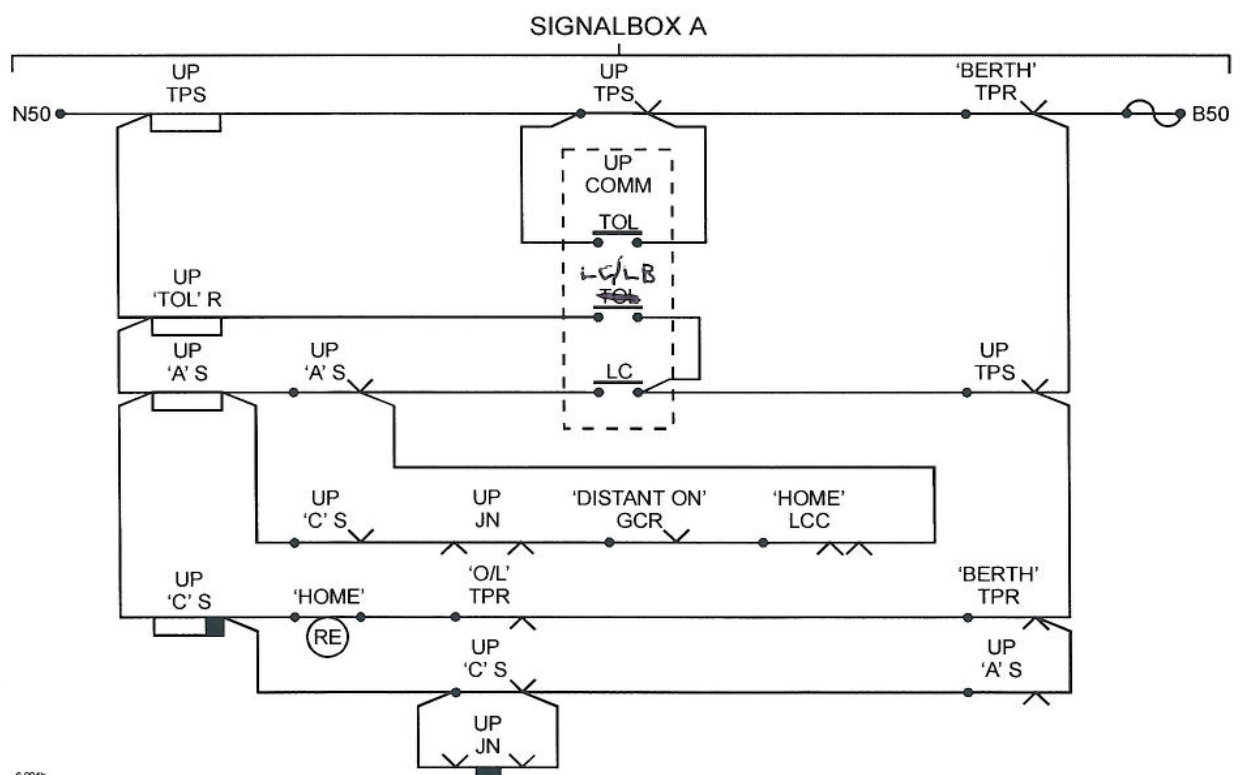 SIGNALBOX A
UP
TPS
UP
TPS
'BERTH'
TPR
N50
B50
UP
COMM
TOL
LC/LB
TOL
UP
'TOL' R
UP
'A' S
UP
'A' S
LC
UP
TPS
UP
'C' S
UP
JN
'DISTANT ON'
GCR
'HOME'
LCC
UP
'C' S
'HOME'
RE
'O/L'
TPR
'BERTH'
TPR
UP
'C' S
UP
'A' S
UP
JN